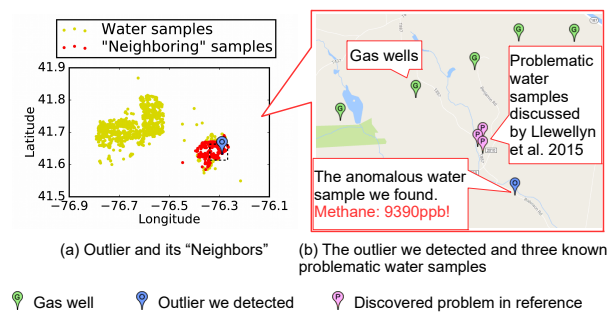 Water samples
"Neighboring" samples
41.9
41.8
41.7
41.6
41.5
Latitude
−76.9
−76.7
−76.5
−76.3
−76.1
Longitude
(a) Outlier and its “Neighbors”
Gas wells
Problematic
water
samples
discussed
by Llewellyn
et al. 2015
The anomalous water
sample we found.
Methane: 9390ppb!
G
G
G
G
G
P
P
P
P
O
(b) The outlier we detected and three known
problematic water samples
G Gas well
O Outlier we detected
P Discovered problem in reference